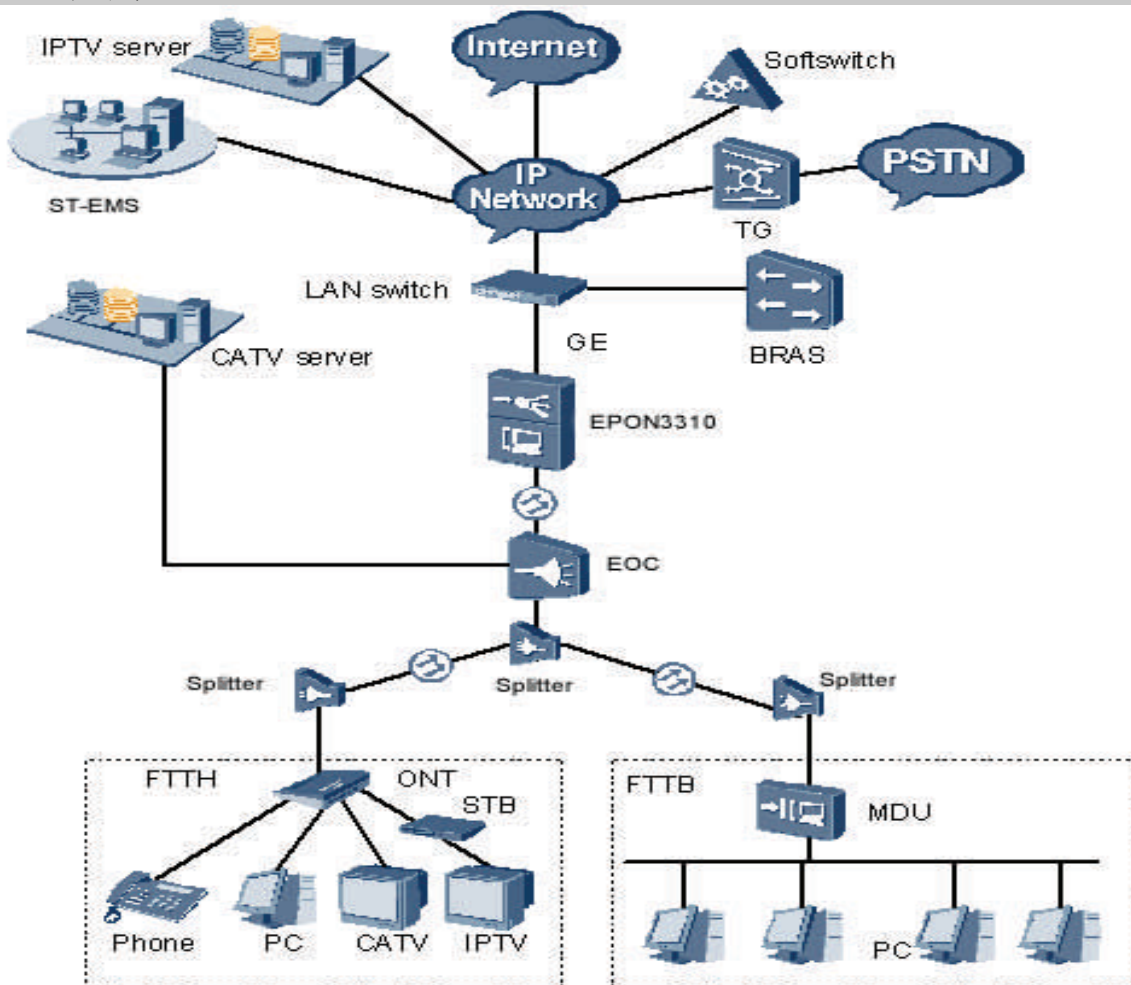 IPTV server
Internet
Softswitch
ST-EMS
IP
Network
TG
PSTN
LAN switch
CATV server
GE
BRAS
EPON3310
EOC
Splitter
Splitter
Splitter
FTTH
ONT
STB
Phone
PC
CATV
IPTV
FTTB
MDU
PC